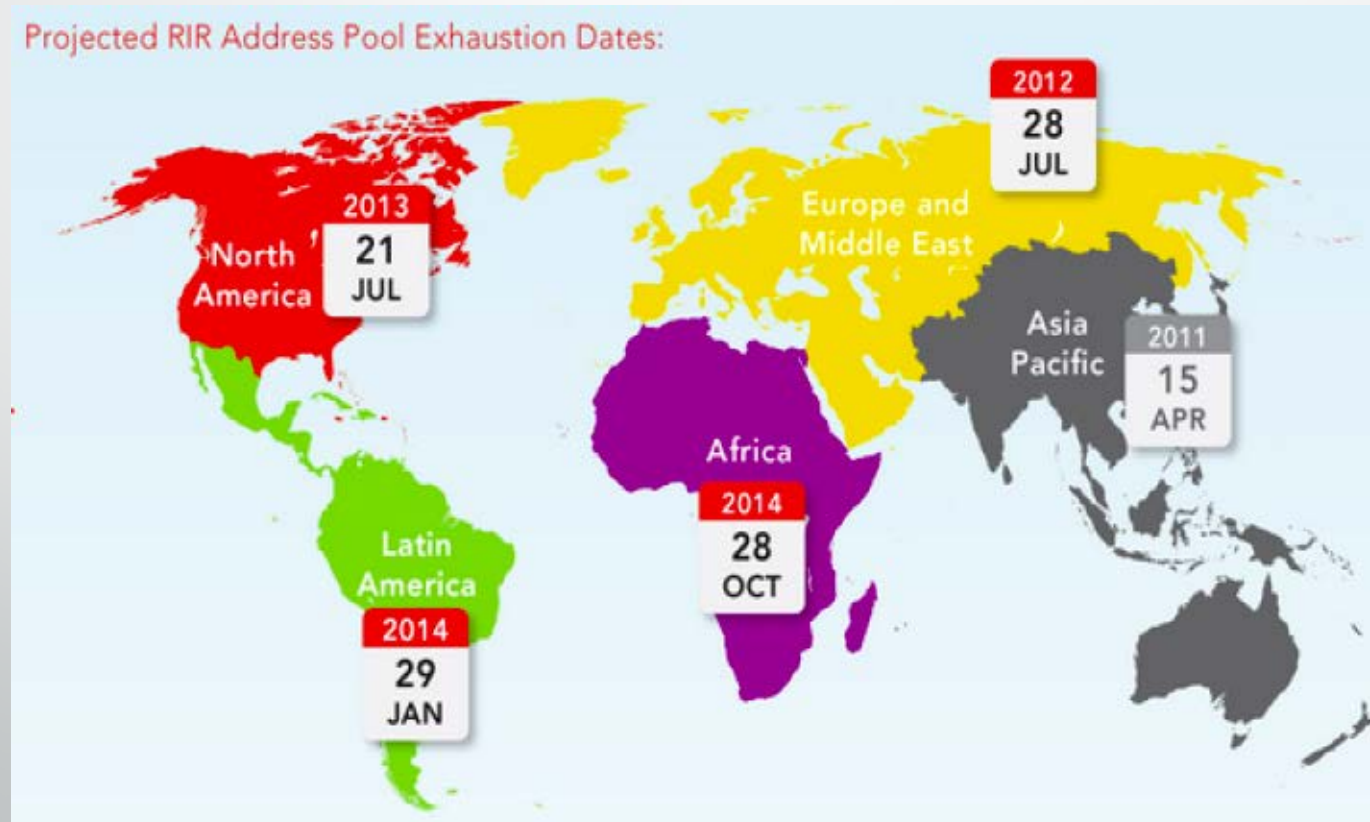 Projected RIR Address Pool Exhaustion Dates:
2012
28
JUL
Europe and
Middle East
2013
21
JUL
North
America
Asia
Pacific
2011
15
APR
Africa
2014
28
OCT
Latin
America
2014
29
JAN